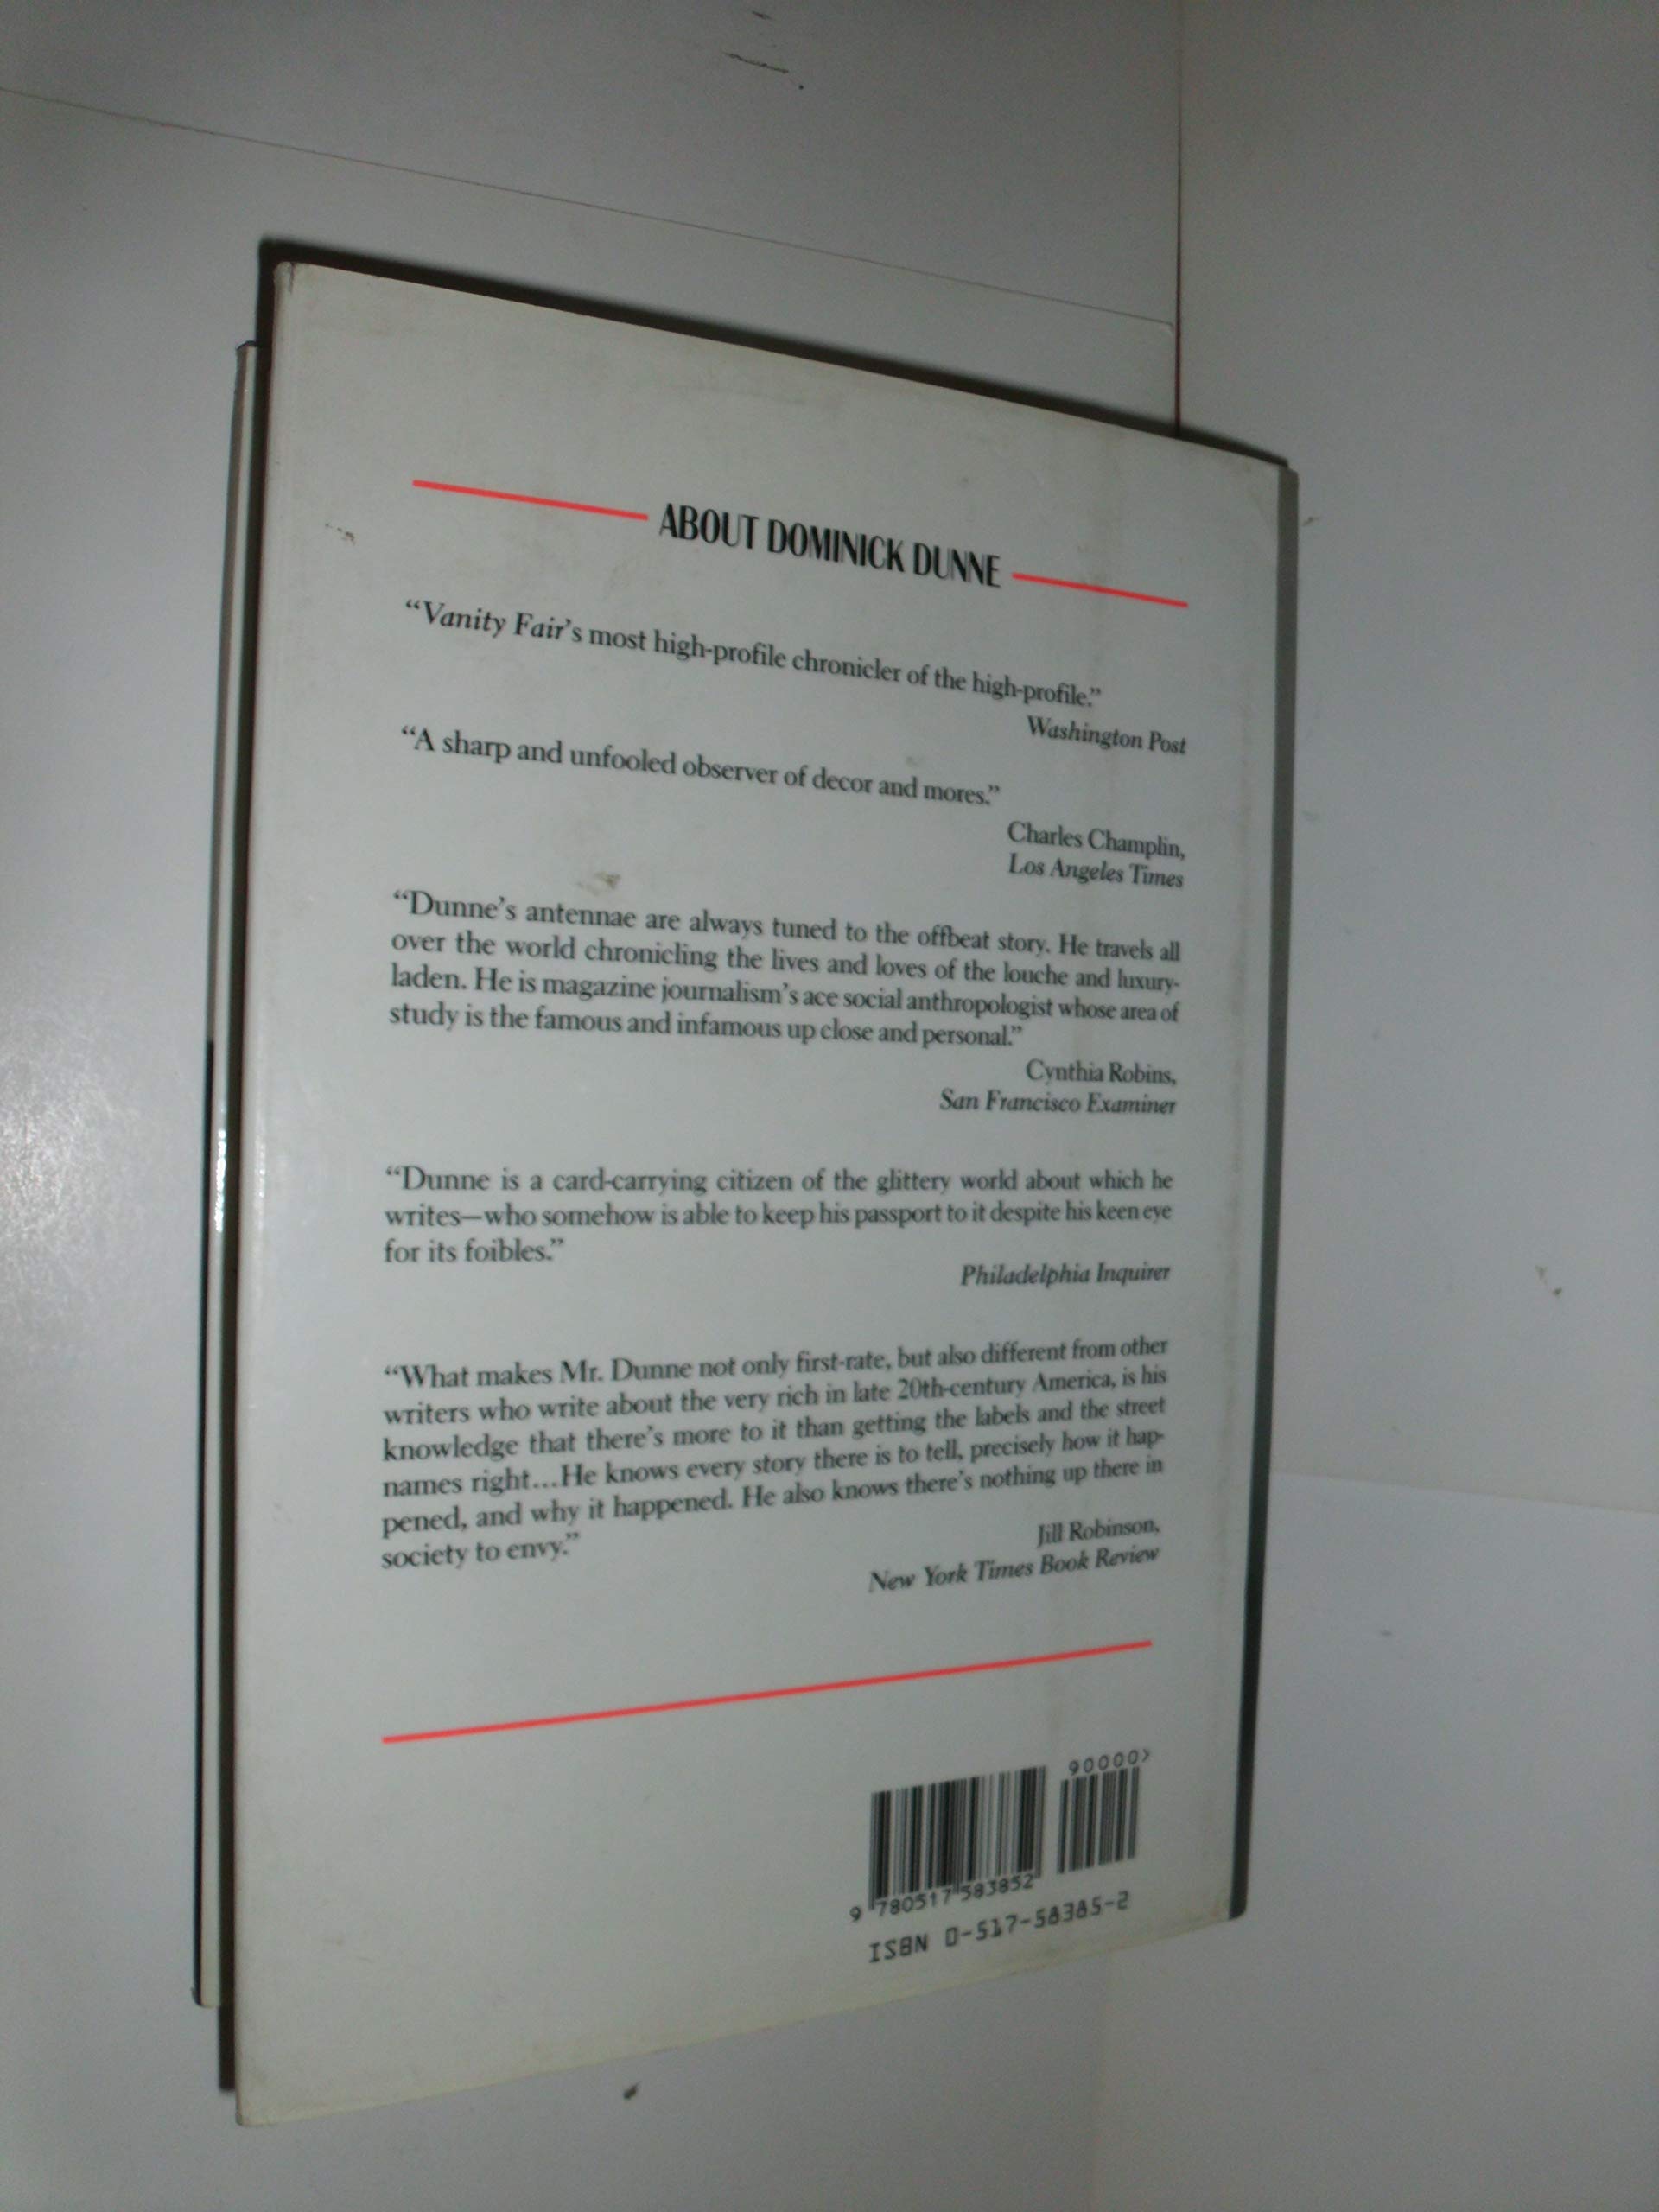 ABOUT DOMINICK DUNNE
“Vanity Fair’s most high-profile chronicler of the high-profile.”
Washington Post
“A sharp and unfooled observer of decor and mores.”
Charles Champlin,
Los Angeles Times
“Dunne’s antennae are always tuned to the offbeat story. He travels all
over the world chronicling the lives and loves of the louche and luxury-
laden. He is magazine journalism’s ace social anthropologist whose area of
study is the famous and infamous up close and personal.”
Cynthia Robins,
San Francisco Examiner
“Dunne is a card-carrying citizen of the glittery world about which he
writes—who somehow is able to keep his passport to it despite his keen eye
for its foibles.”
Philadelphia Inquirer
“What makes Mr. Dunne not only first-rate, but also different from other
writers who write about the very rich in late 20th-century America, is his
knowledge that there’s more to it than getting the labels and the street
names right...He knows every story there is to tell, precisely how it hap-
pened, and why it happened. He also knows there’s nothing up there in
society to envy.”
Jill Robinson,
New York Times Book Review
90000>
9 780517 583852
ISBN 0-517-58385-2